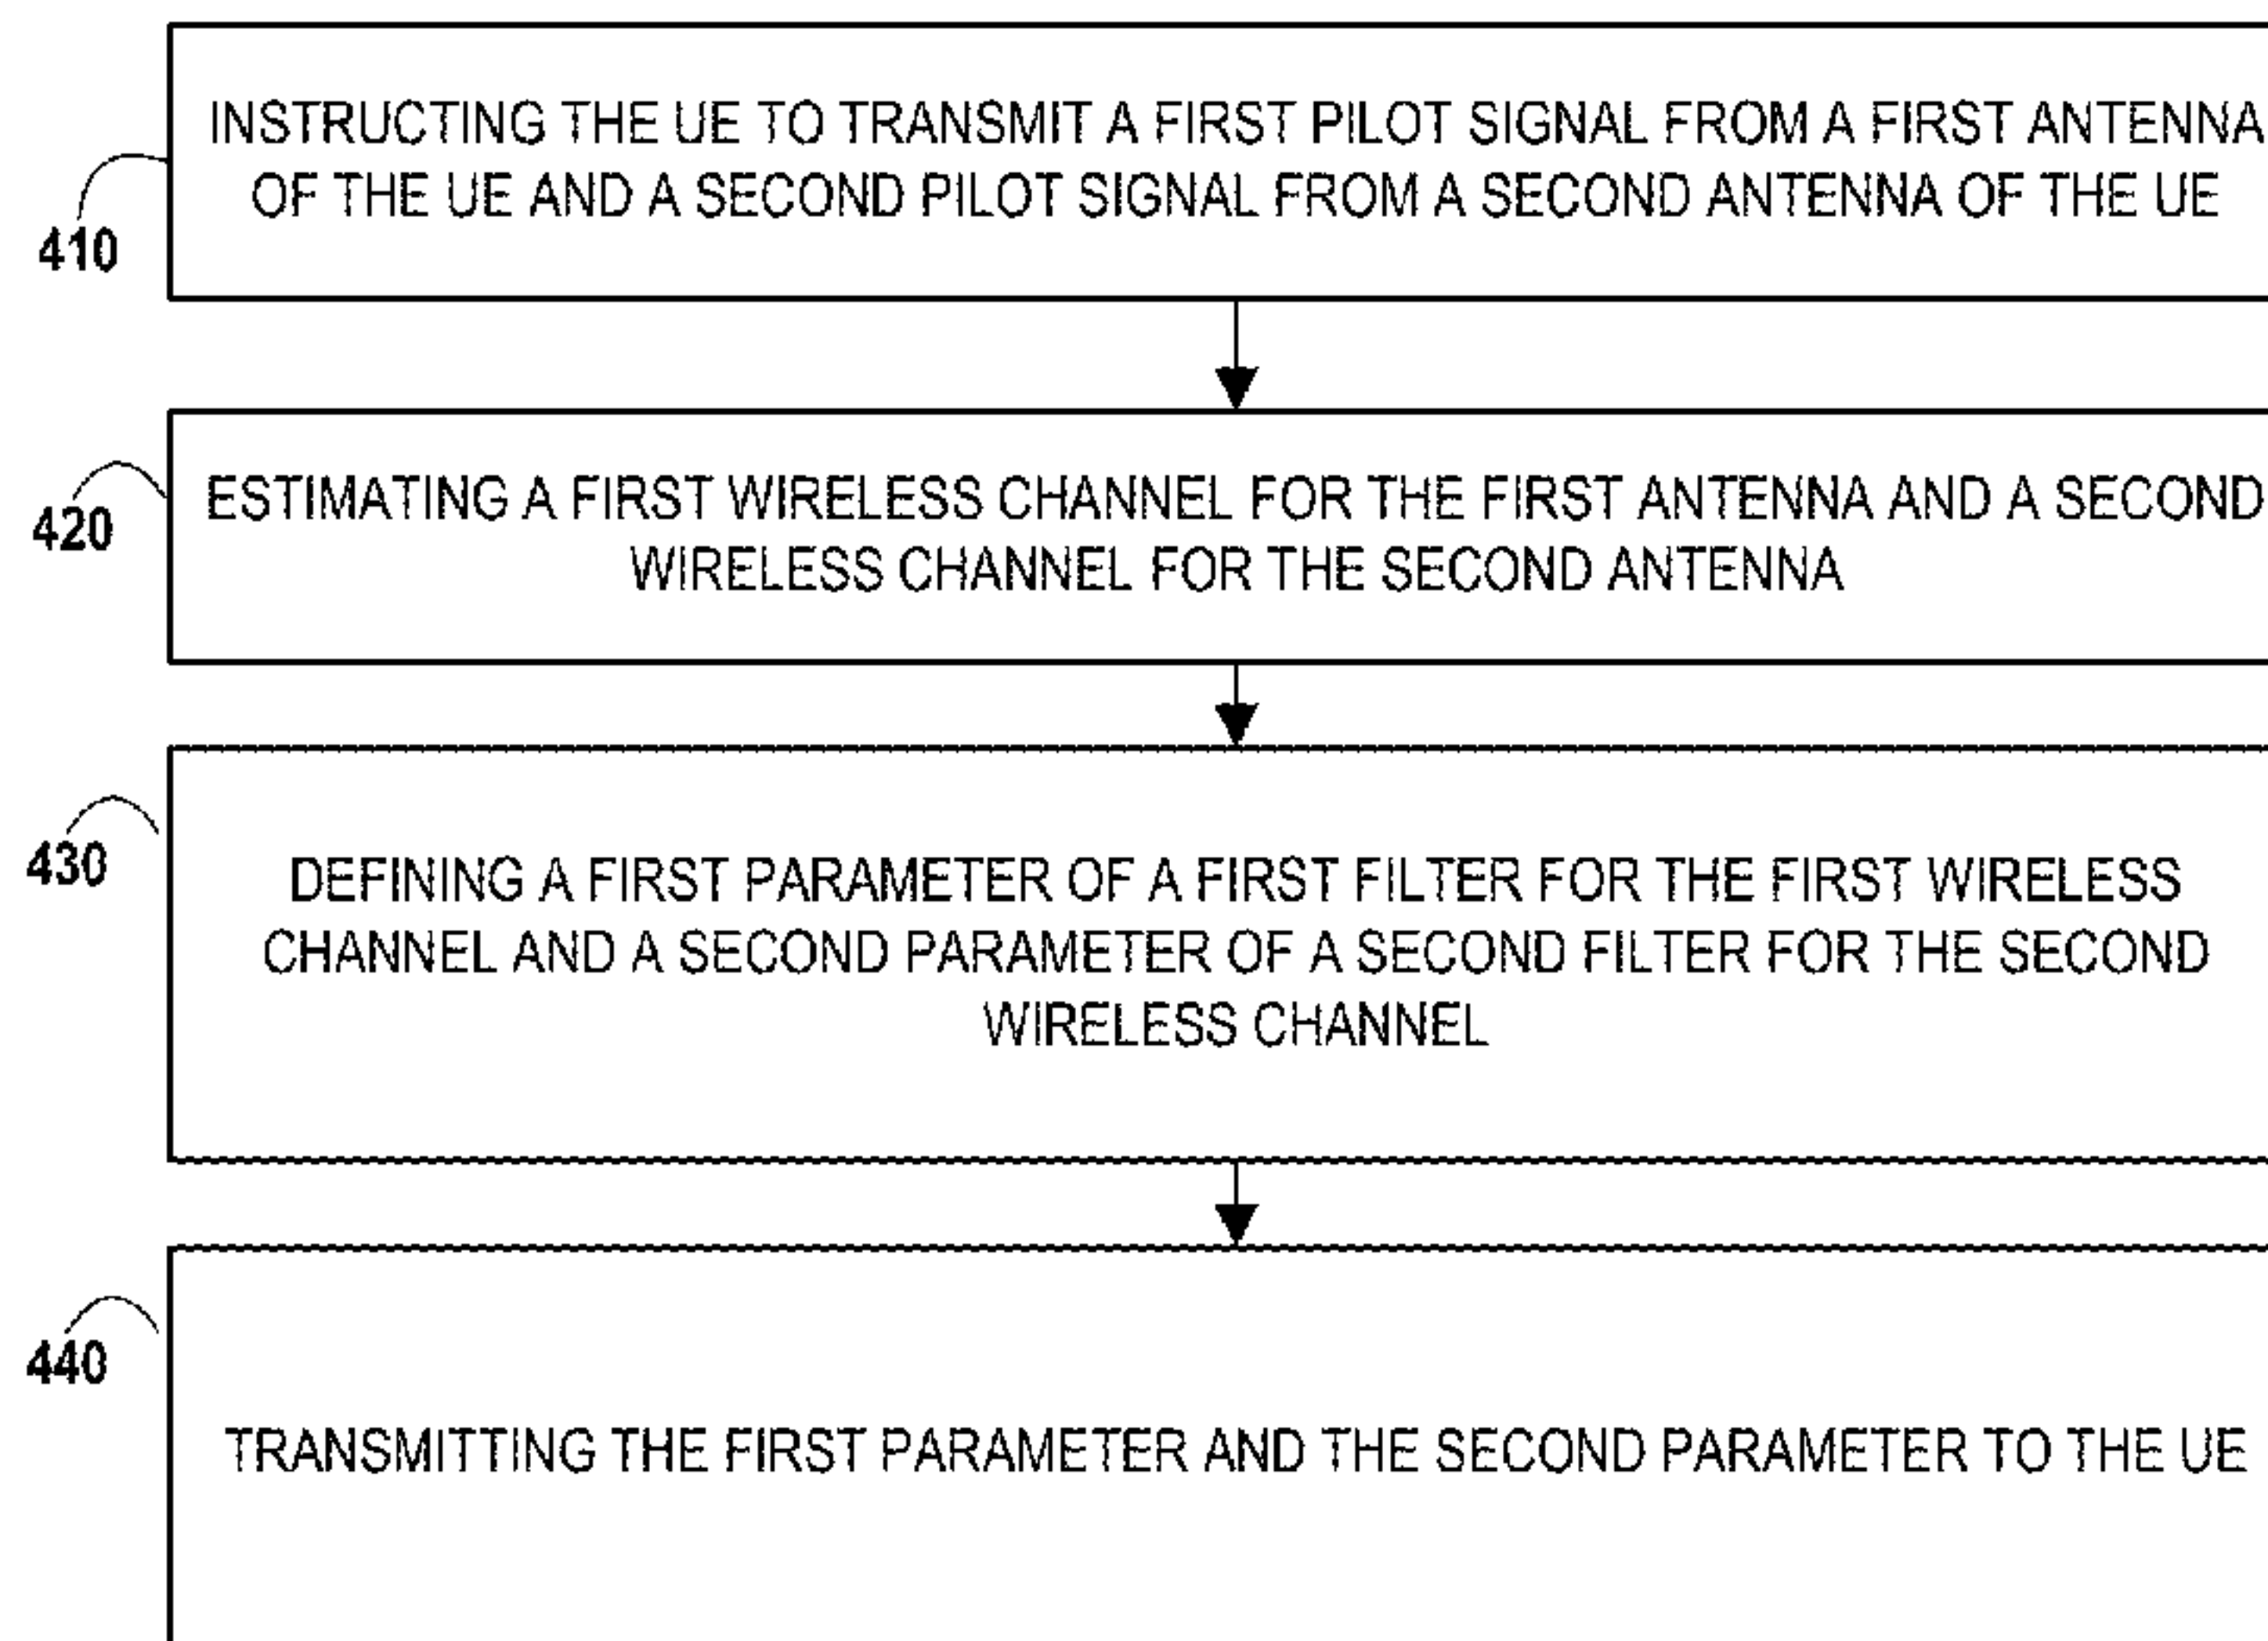 INSTRUCTING THE UE TO TRANSMIT A FIRST PILOT SIGNAL FROM A FIRST ANTENNA
OF THE UE AND A SECOND PILOT SIGNAL FROM A SECOND ANTENNA OF THE UE
410
ESTIMATING A FIRST WIRELESS CHANNEL FOR THE FIRST ANTENNA AND A SECOND
WIRELESS CHANNEL FOR THE SECOND ANTENNA
420
DEFINING A FIRST PARAMETER OF A FIRST FILTER FOR THE FIRST WIRELESS
CHANNEL AND A SECOND PARAMETER OF A SECOND FILTER FOR THE SECOND
WIRELESS CHANNEL
430
TRANSMITTING THE FIRST PARAMETER AND THE SECOND PARAMETER TO THE UE
440